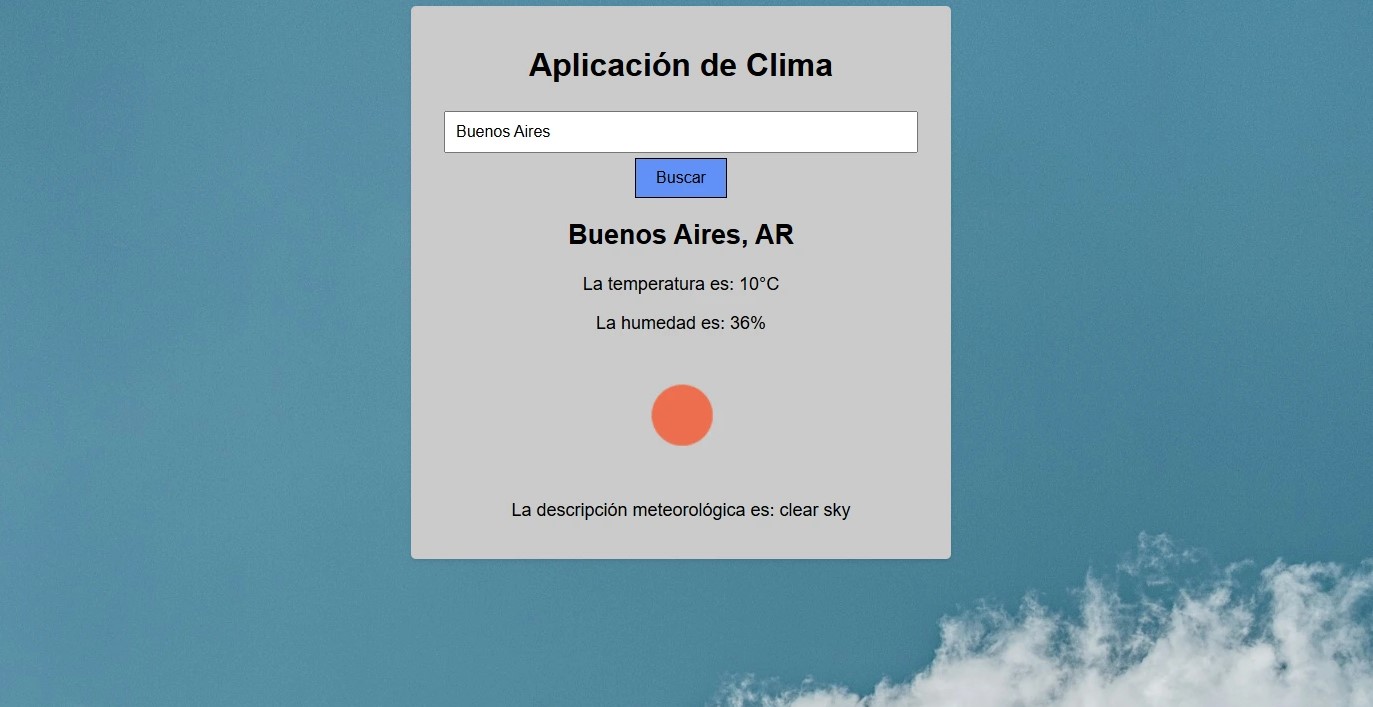 Aplicación de Clima
Buenos Aires
Buscar
Buenos Aires, AR
La temperatura es: 10°C
La humedad es: 36%
La descripción meteorológica es: clear sky